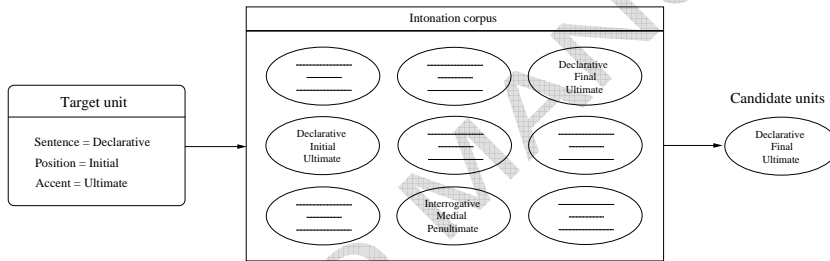 Intonation corpus
Declarative
Final
Ultimate
Target unit
Sentence = Declarative
Position = Initial
Accent = Ultimate
Declarative
Initial
Ultimate
Interrogative
Medial
Penultimate
Candidate units
Declarative
Final
Ultimate